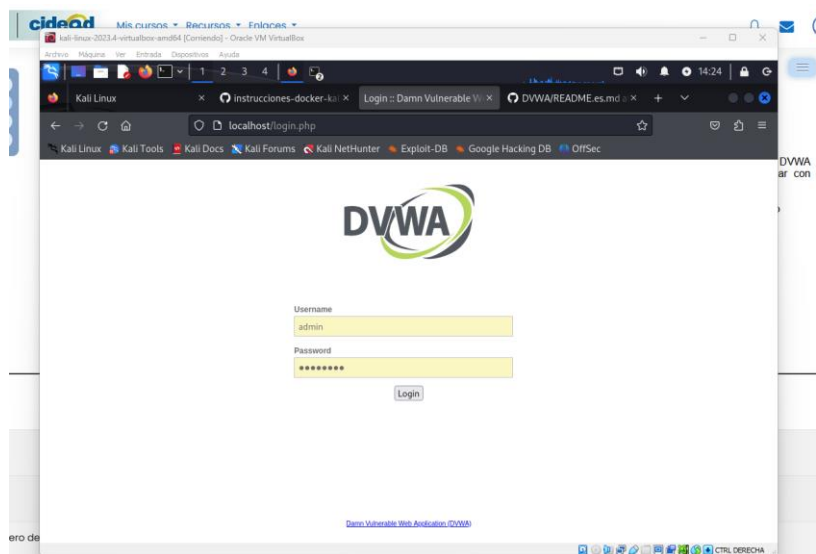 cidead
Mis cursos Recursos Enlaces
kali-linux-2023.4-virtualbox-amd64 [Corriendo] - Oracle VM VirtualBox
Archivo Máquina Ver Entrada Dispositivos Ayuda
1 2 3 4
14:24
Kali Linux
instrucciones-docker-kal
Login :: Damn Vulnerable W
DVWA/README.es.md a
localhost/login.php
Kali Linux Kali Tools Kali Docs Kali Forums Kali NetHunter Exploit-DB Google Hacking DB OffSec
DVWA
ar con
DVWA
Username
admin
Password
••••••••
Login
Damn Vulnerable Web Application (DVWA)
ero de
CTRL DERECHA